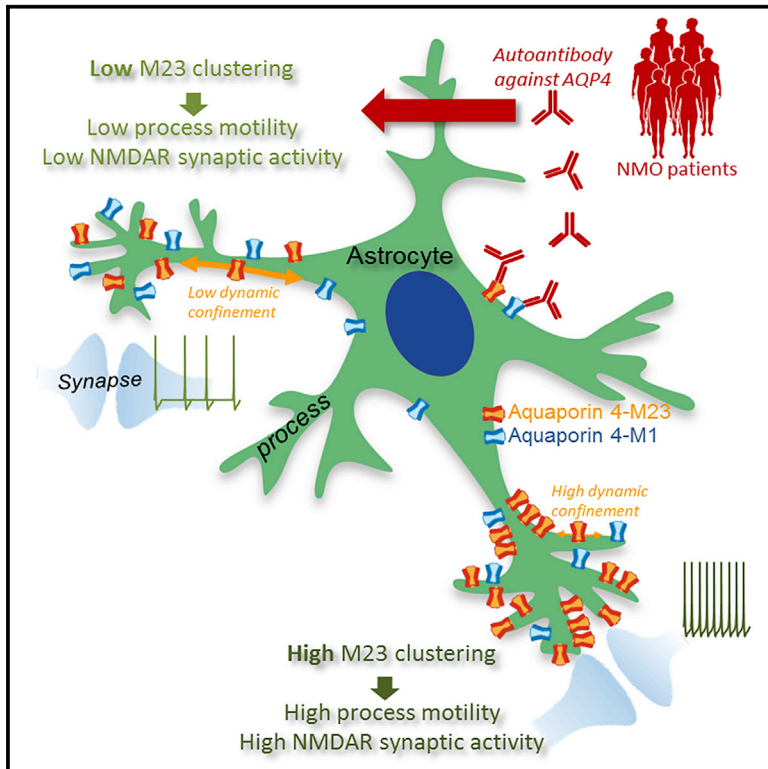 Low M23 clustering
Low process motility
Low NMDAR synaptic activity
Autoantibody
against AQP4
NMO patients
Astrocyte
Low dynamic
confinement
Synapse
process
Aquaporin 4-M23
Aquaporin 4-M1
High dynamic
confinement
High M23 clustering
High process motility
High NMDAR synaptic activity